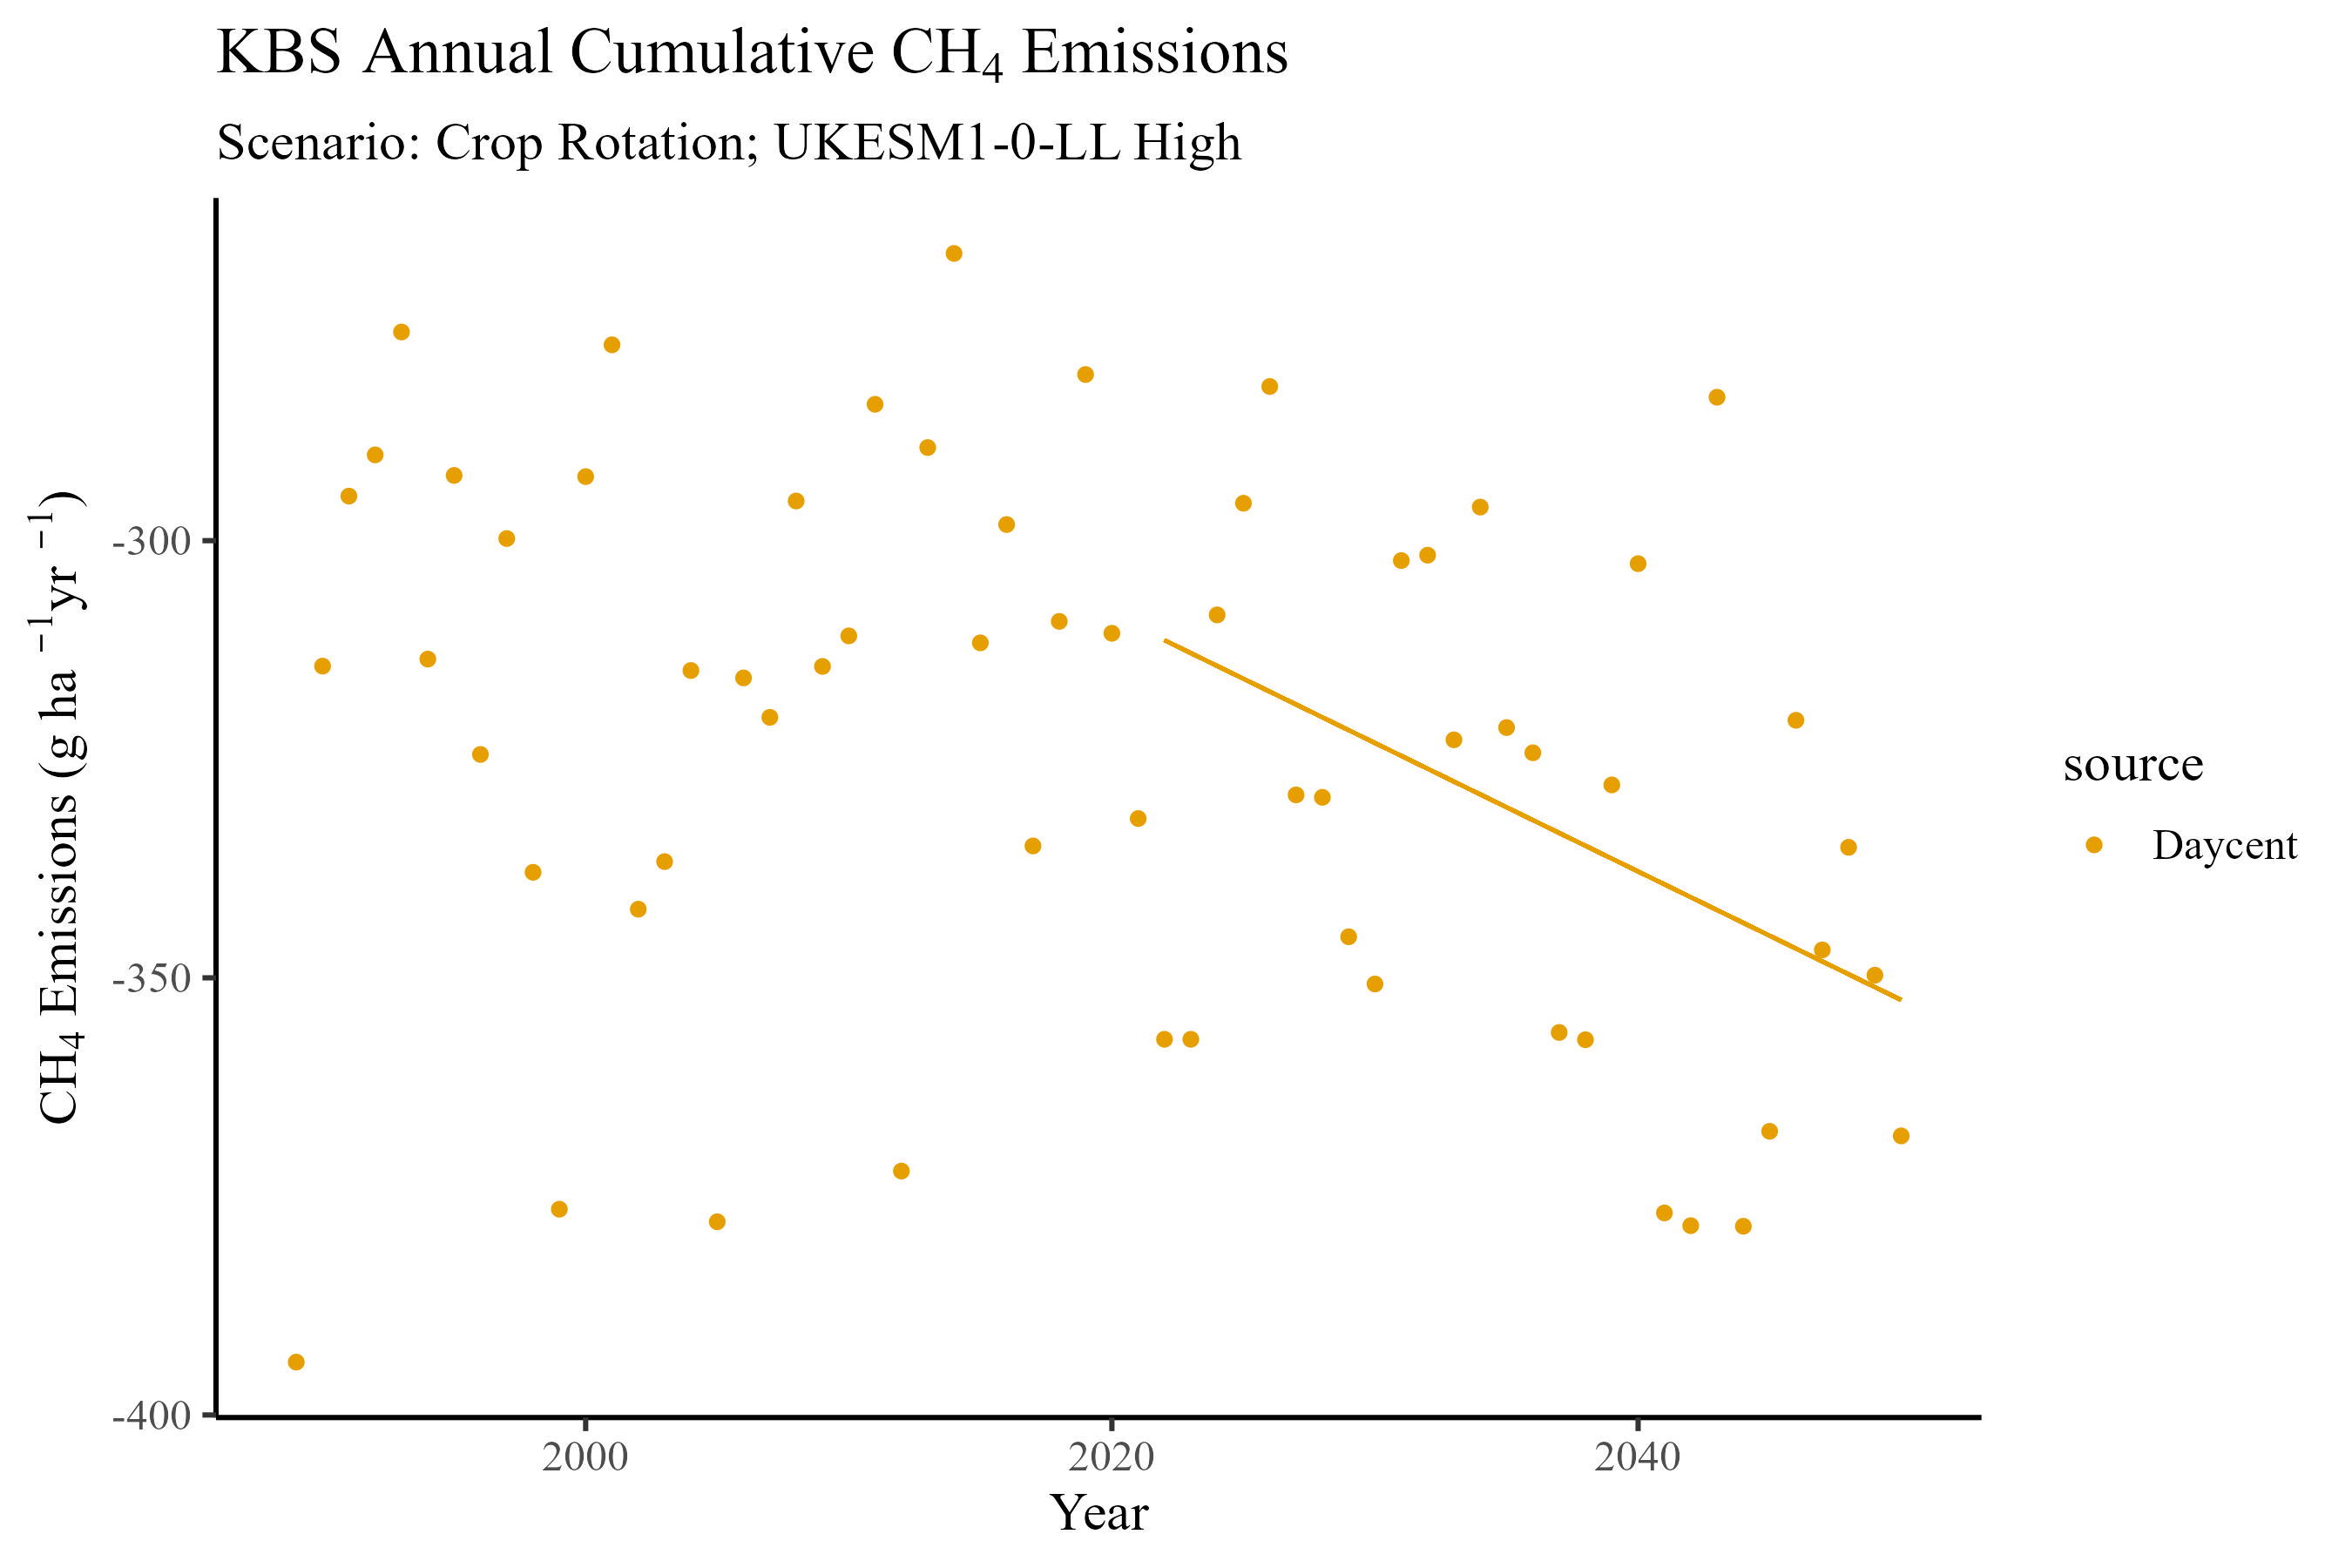 KBS Annual Cumulative CH₄ Emissions
Scenario: Crop Rotation; UKESM1-0-LL High
CH₄ Emissions (g ha ⁻¹yr ⁻¹)
-300
-350
-400
2000 2020 2040
Year
source
Daycent